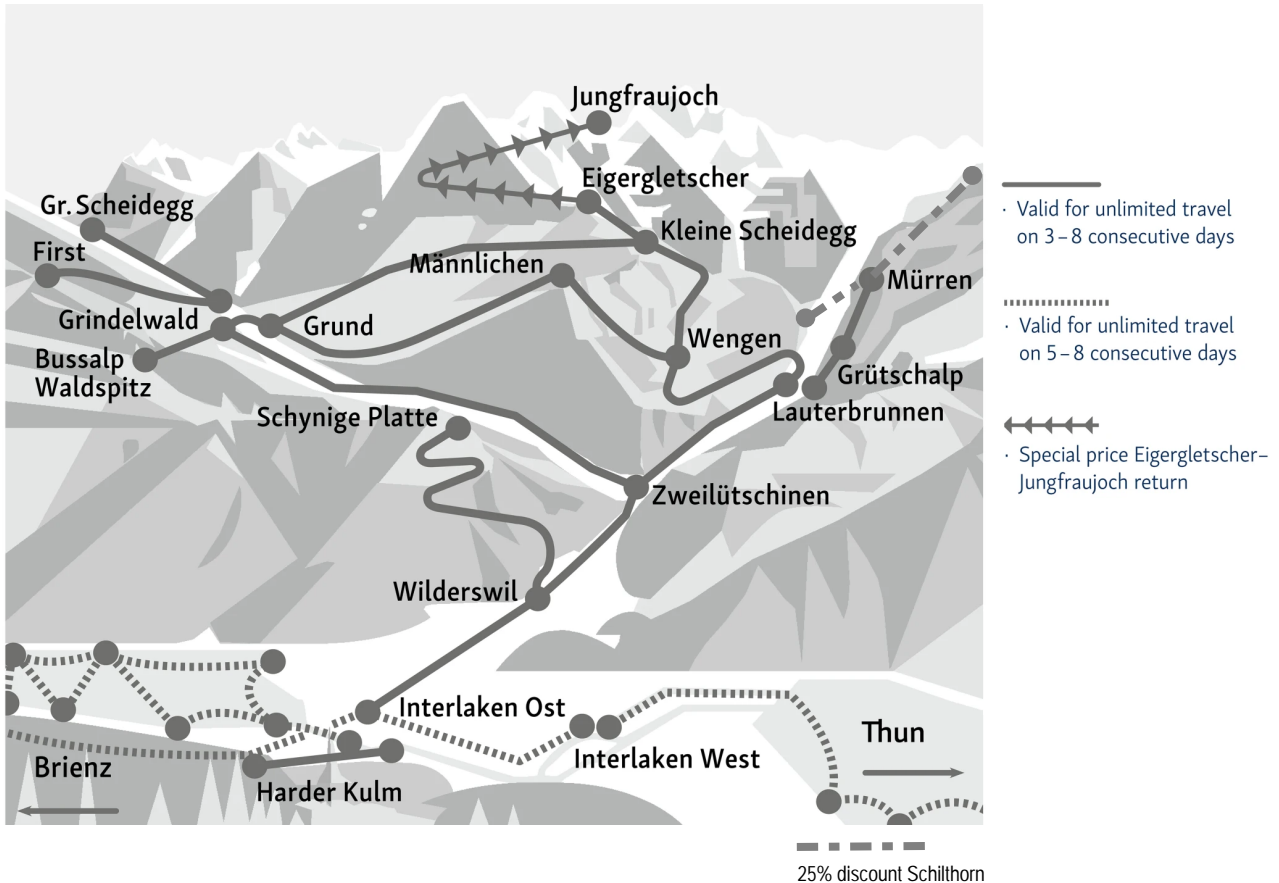 Jungfraujoch
Eigergletscher
Gr. Scheidegg
Kleine Scheidegg
First
Männlichen
Mürren
Grindelwald
Grund
Wengen
Bussalp
Waldspitz
Grütschalp
Lauterbrunnen
Schynige Platte
Zweilütschinen
Wilderswil
Interlaken Ost
Interlaken West
Thun
Brienz
Harder Kulm
· Valid for unlimited travel
on 3–8 consecutive days
· Valid for unlimited travel
on 5–8 consecutive days
· Special price Eigergletscher–
Jungfraujoch return
25% discount Schilthorn